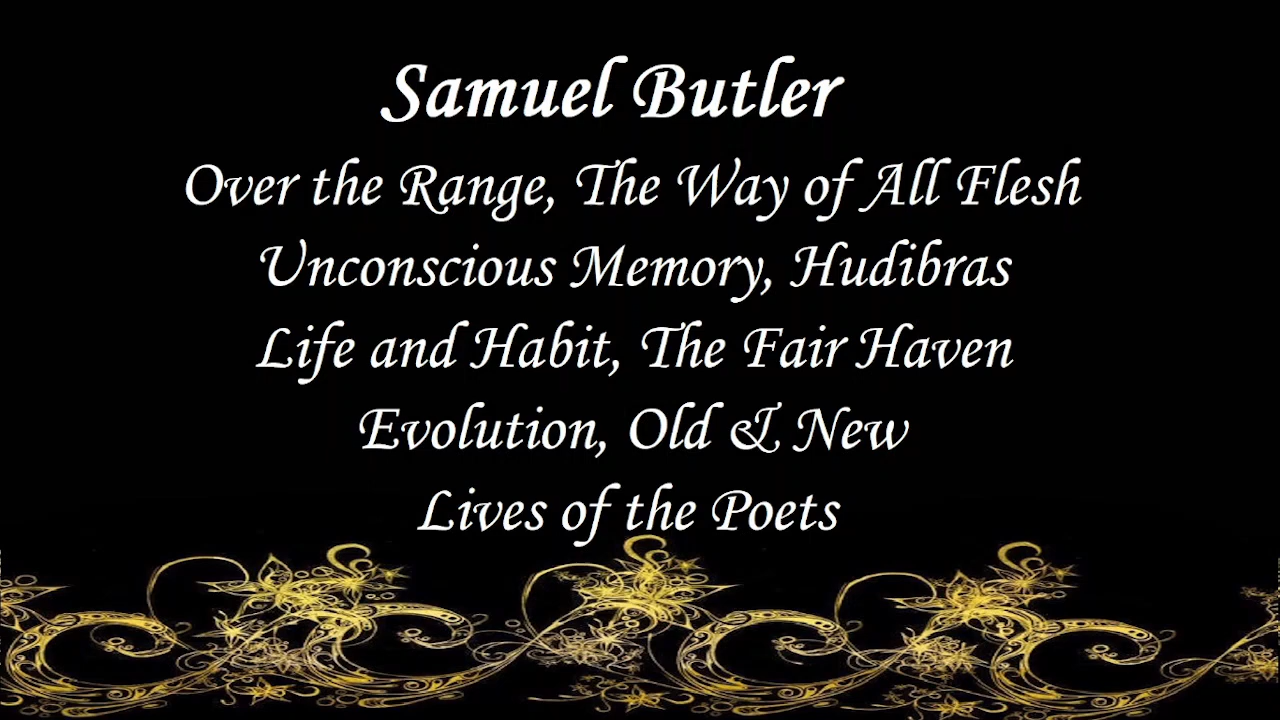 Samuel Butler
Over the Range, The Way of All Flesh
Unconscious Memory, Hudibras
Life and Habit, The Fair Haven
Evolution, Old & New
Lives of the Poets